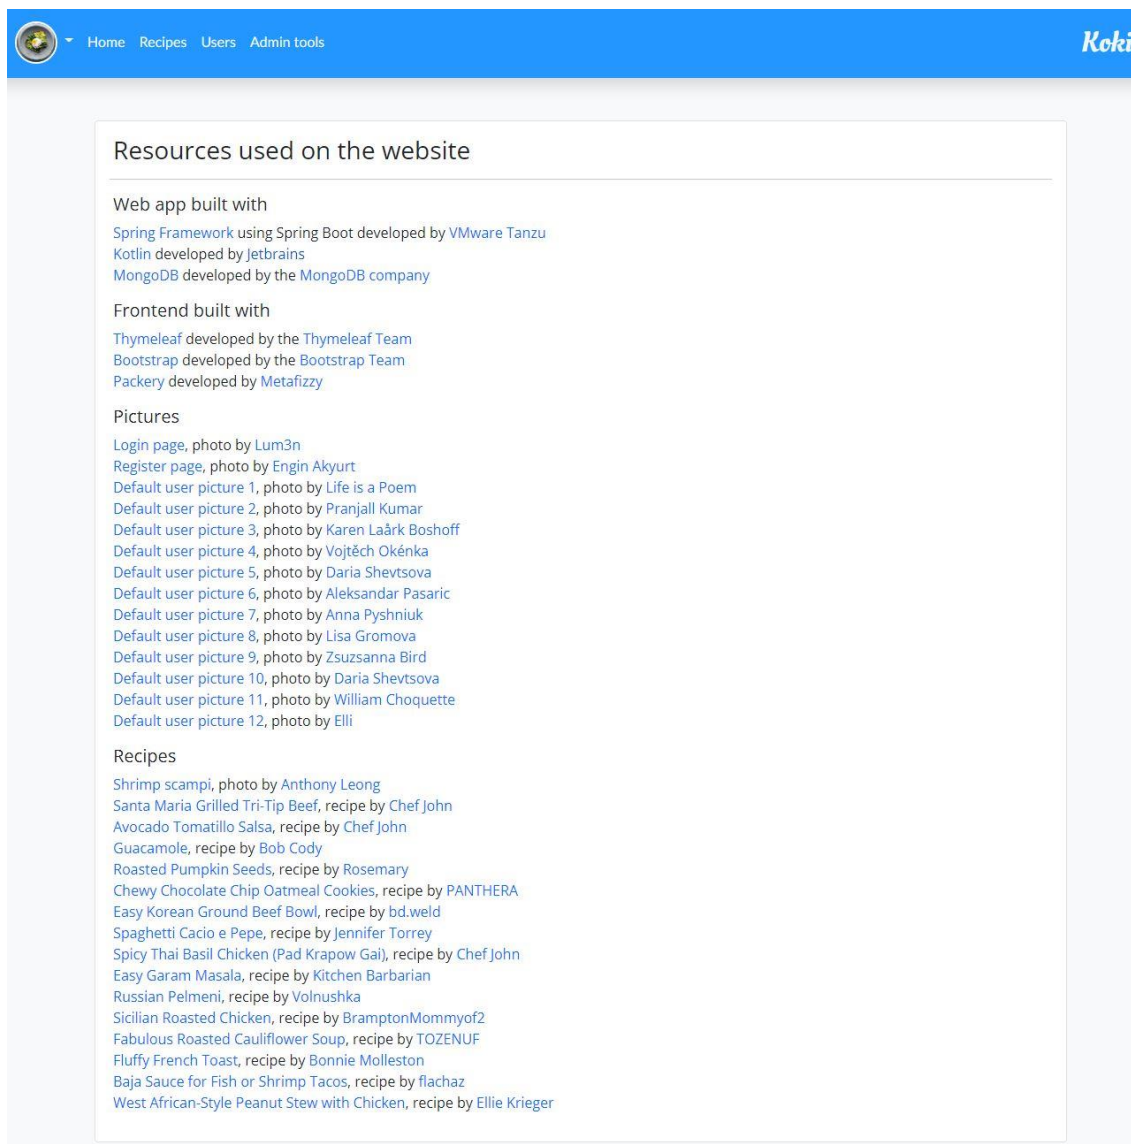 Home Recipes Users Admin tools Koki
Resources used on the website
Web app built with
Spring Framework using Spring Boot developed by VMware Tanzu
Kotlin developed by Jetbrains
MongoDB developed by the MongoDB company
Frontend built with
Thymeleaf developed by the Thymeleaf Team
Bootstrap developed by the Bootstrap Team
Packery developed by Metafizzy
Pictures
Login page, photo by Lum3n
Register page, photo by Engin Akyurt
Default user picture 1, photo by Life is a Poem
Default user picture 2, photo by Pranjall Kumar
Default user picture 3, photo by Karen Laårk Boshoff
Default user picture 4, photo by Vojtěch Okénka
Default user picture 5, photo by Daria Shevtsova
Default user picture 6, photo by Aleksandar Pasaric
Default user picture 7, photo by Anna Pyshniuk
Default user picture 8, photo by Lisa Gromova
Default user picture 9, photo by Zsuzsanna Bird
Default user picture 10, photo by Daria Shevtsova
Default user picture 11, photo by William Choquette
Default user picture 12, photo by Elli
Recipes
Shrimp scampi, photo by Anthony Leong
Santa Maria Grilled Tri-Tip Beef, recipe by Chef John
Avocado Tomatillo Salsa, recipe by Chef John
Guacamole, recipe by Bob Cody
Roasted Pumpkin Seeds, recipe by Rosemary
Chewy Chocolate Chip Oatmeal Cookies, recipe by PANTHERA
Easy Korean Ground Beef Bowl, recipe by bd.weld
Spaghetti Cacio e Pepe, recipe by Jennifer Torrey
Spicy Thai Basil Chicken (Pad Krapow Gai), recipe by Chef John
Easy Garam Masala, recipe by Kitchen Barbarian
Russian Pelmeni, recipe by Volnushka
Sicilian Roasted Chicken, recipe by BramptonMommyof2
Fabulous Roasted Cauliflower Soup, recipe by TOZENUF
Fluffy French Toast, recipe by Bonnie Molleston
Baja Sauce for Fish or Shrimp Tacos, recipe by flachaz
West African-Style Peanut Stew with Chicken, recipe by Ellie Krieger